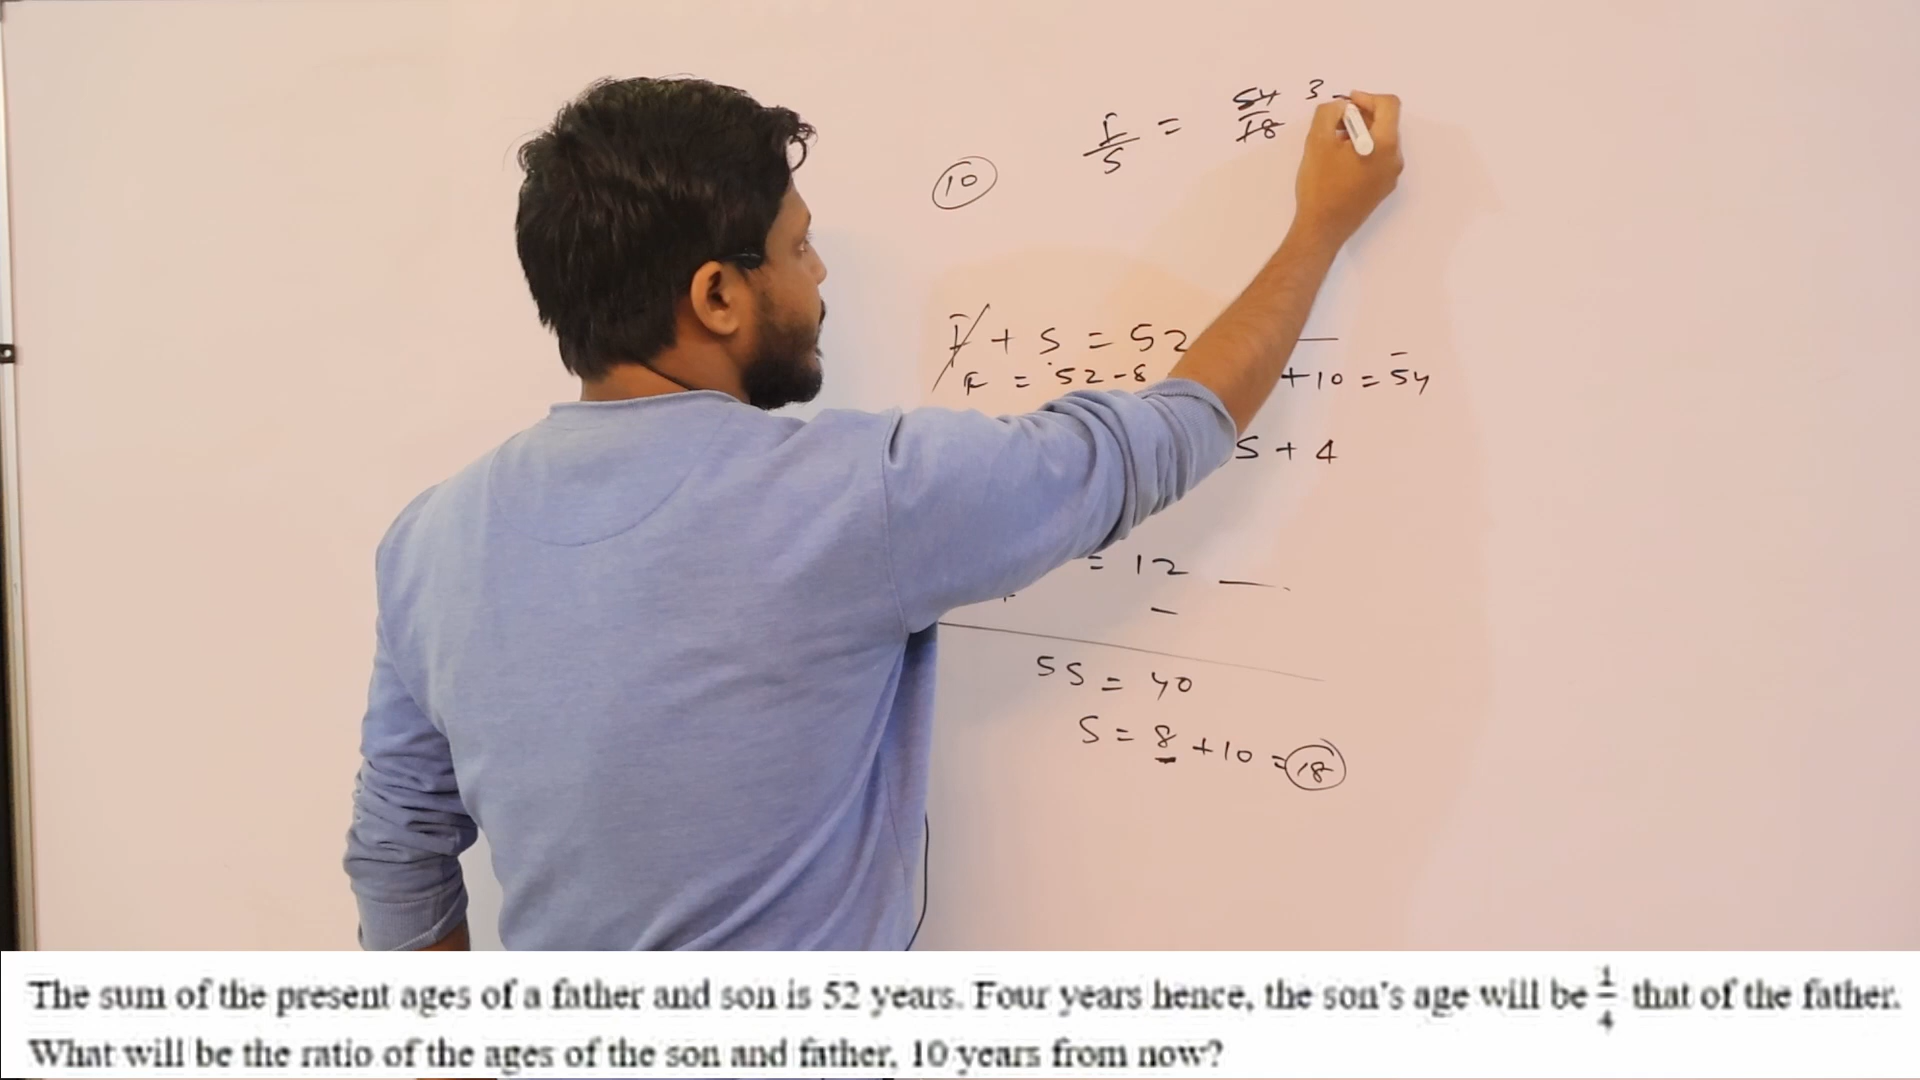 F/S = 54/18 3
10
F + S = 52
F = 52-8 +10 = 54
S + 4
= 12
5S = 40
S = 8 +10 = 18
The sum of the present ages of a father and son is 52 years. Four years hence, the son's age will be 1/4 that of the father.
What will be the ratio of the ages of the son and father, 10 years from now?